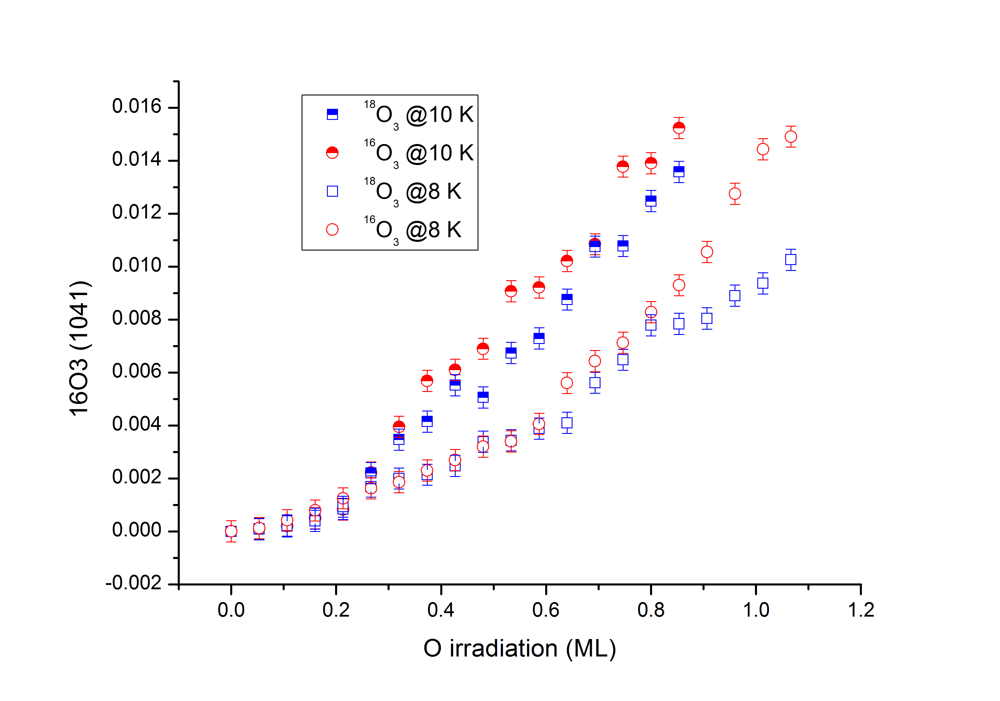 ¹⁸O₃ @10 K
¹⁶O₃ @10 K
¹⁸O₃ @8 K
¹⁶O₃ @8 K
0.016
0.014
0.012
0.010
0.008
0.006
0.004
0.002
0.000
-0.002
16O3 (1041)
0.0 0.2 0.4 0.6 0.8 1.0 1.2
O irradiation (ML)